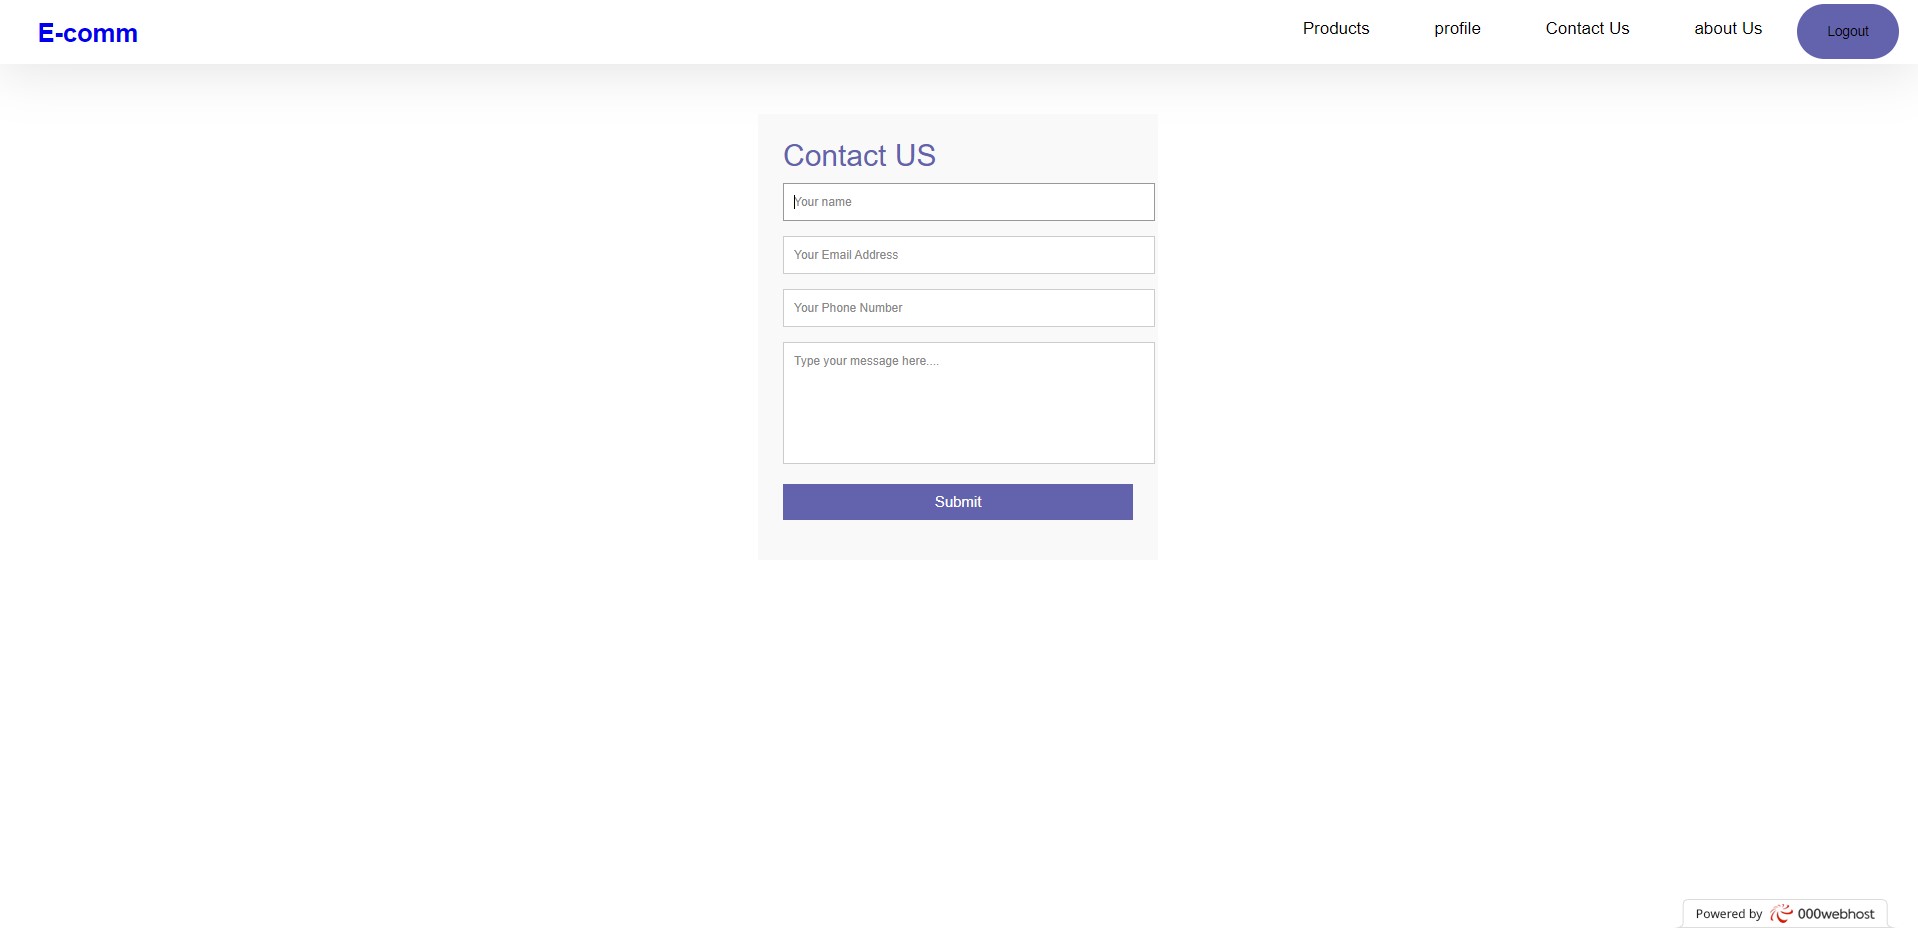 E-comm
Products profile Contact Us about Us Logout
Contact US
Your name
Your Email Address
Your Phone Number
Type your message here....
Submit
Powered by 000webhost